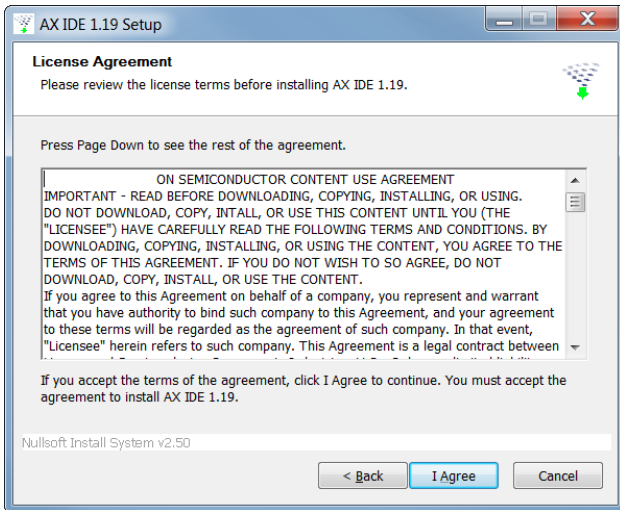 AX IDE 1.19 Setup
License Agreement
Please review the license terms before installing AX IDE 1.19.
Press Page Down to see the rest of the agreement.
ON SEMICONDUCTOR CONTENT USE AGREEMENT
IMPORTANT - READ BEFORE DOWNLOADING, COPYING, INSTALLING, OR USING.
DO NOT DOWNLOAD, COPY, INTALL, OR USE THIS CONTENT UNTIL YOU (THE
"LICENSEE") HAVE CAREFULLY READ THE FOLLOWING TERMS AND CONDITIONS. BY
DOWNLOADING, COPYING, INSTALLING, OR USING THE CONTENT, YOU AGREE TO THE
TERMS OF THIS AGREEMENT. IF YOU DO NOT WISH TO SO AGREE, DO NOT
DOWNLOAD, COPY, INSTALL, OR USE THE CONTENT.
If you agree to this Agreement on behalf of a company, you represent and warrant
that you have authority to bind such company to this Agreement, and your agreement
to these terms will be regarded as the agreement of such company. In that event,
"Licensee" herein refers to such company. This Agreement is a legal contract between
If you accept the terms of the agreement, click I Agree to continue. You must accept the
agreement to install AX IDE 1.19.
Nullsoft Install System v2.50
< Back
I Agree
Cancel